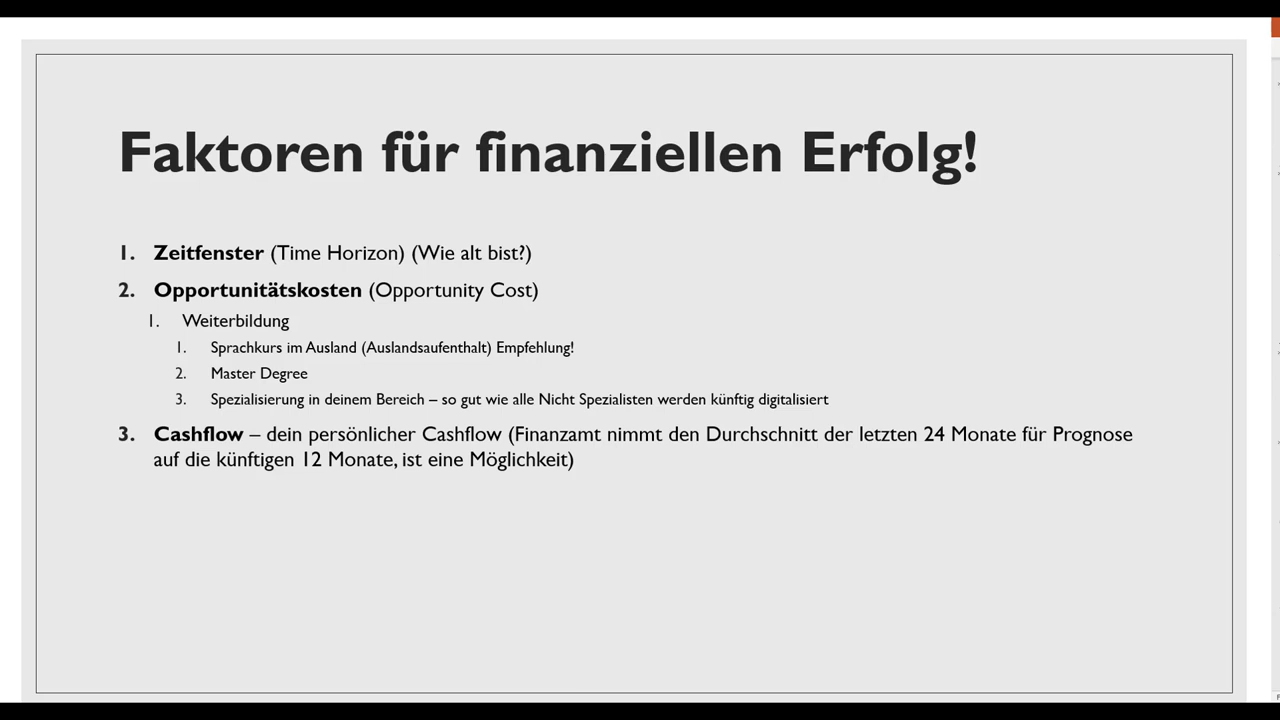 Faktoren für finanziellen Erfolg!
1. Zeitfenster (Time Horizon) (Wie alt bist?)
2. Opportunitätskosten (Opportunity Cost)
1. Weiterbildung
1. Sprachkurs im Ausland (Auslandsaufenthalt) Empfehlung!
2. Master Degree
3. Spezialisierung in deinem Bereich – so gut wie alle Nicht Spezialisten werden künftig digitalisiert
3. Cashflow – dein persönlicher Cashflow (Finanzamt nimmt den Durchschnitt der letzten 24 Monate für Prognose
auf die künftigen 12 Monate, ist eine Möglichkeit)